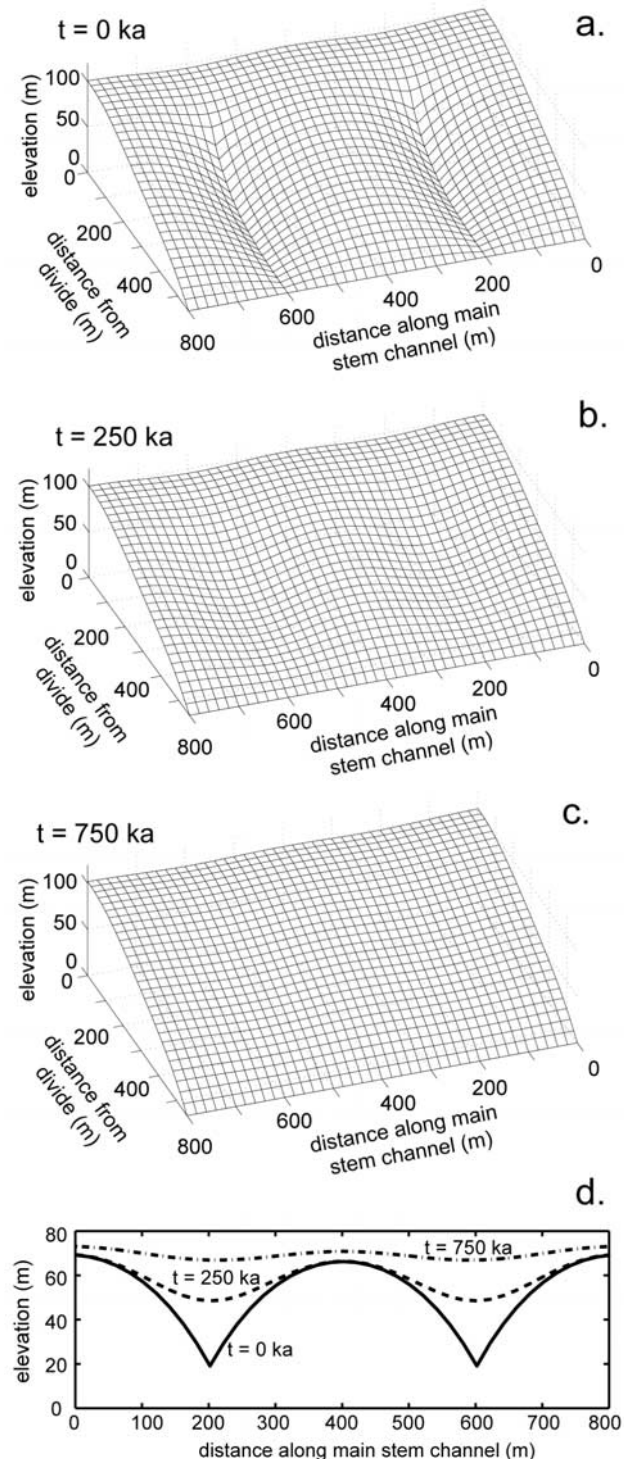 t = 0 ka
a.
100
50
0
elevation (m)
0
200
400
distance from
divide (m)
800
600
400
200
0
distance along main
stem channel (m)
t = 250 ka
b.
100
50
0
elevation (m)
0
200
400
distance from
divide (m)
800
600
400
200
0
distance along main
stem channel (m)
t = 750 ka
c.
100
50
0
elevation (m)
0
200
400
distance from
divide (m)
800
600
400
200
0
distance along main
stem channel (m)
d.
80
60
40
20
0
elevation (m)
t = 750 ka
t = 250 ka
t = 0 ka
0 100 200 300 400 500 600 700 800
distance along main stem channel (m)